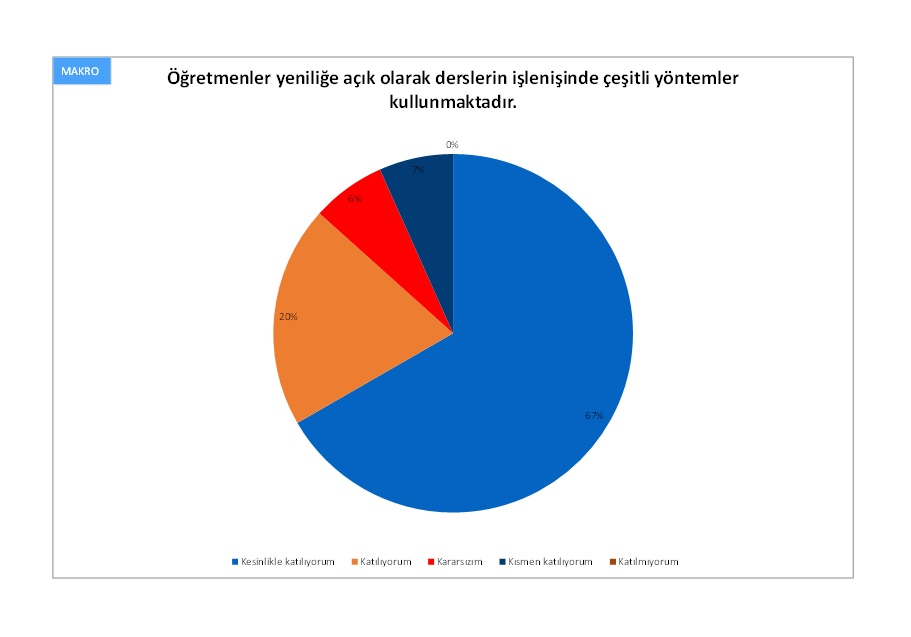 MAKRO
Öğretmenler yeniliğe açık olarak derslerin işlenişinde çeşitli yöntemler
kullunmaktadır.
0%
7%
6%
20%
67%
Kesinlikle katılıyorum Katılıyorum Kararsızım Kısmen katılıyorum Katılmıyorum